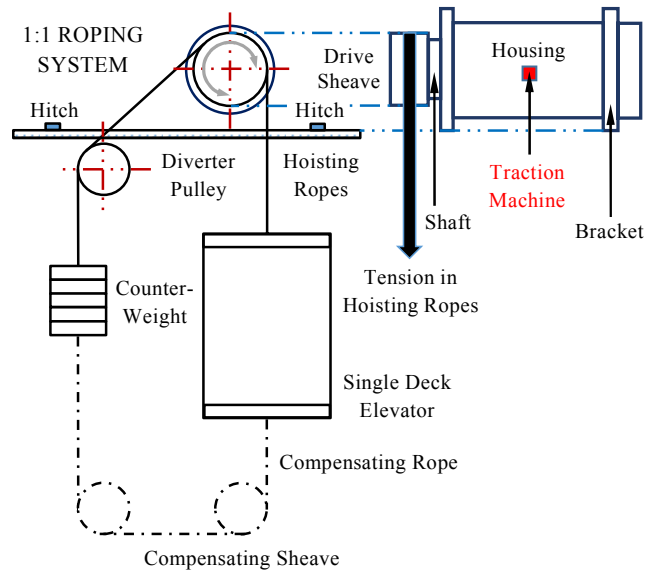 1:1 ROPING
SYSTEM
Drive
Sheave
Housing
Hitch
Hitch
Diverter
Pulley
Hoisting
Ropes
Traction
Machine
Shaft
Bracket
Counter-
Weight
Tension in
Hoisting Ropes
Single Deck
Elevator
Compensating Rope
Compensating Sheave